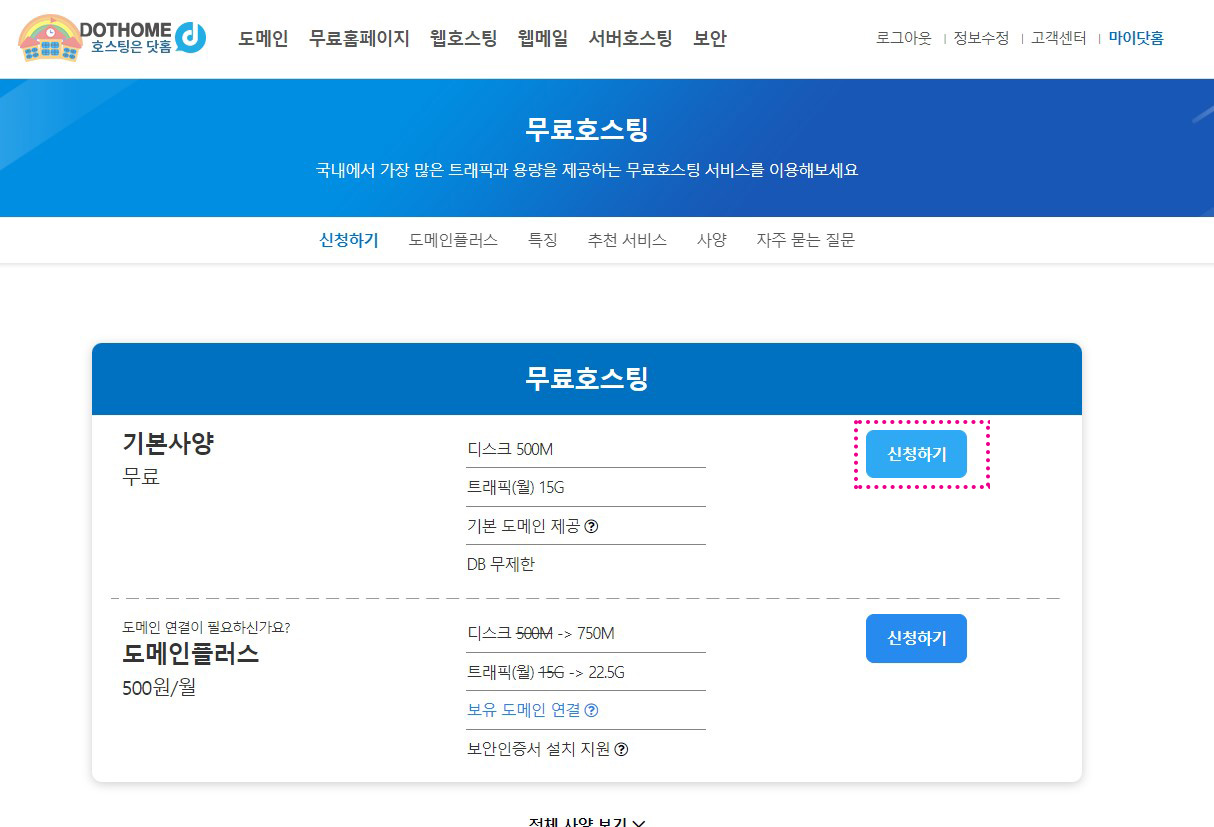 DOTHOME
호스팅은 닷홈
도메인 무료홈페이지 웹호스팅 웹메일 서버호스팅 보안
로그아웃 | 정보수정 | 고객센터 | 마이닷홈
무료호스팅
국내에서 가장 많은 트래픽과 용량을 제공하는 무료호스팅 서비스를 이용해보세요
신청하기 도메인플러스 특징 추천 서비스 사양 자주 묻는 질문
무료호스팅
기본사양
무료
디스크 500M
트래픽(월) 15G
기본 도메인 제공 ?
DB 무제한
신청하기
도메인 연결이 필요하신가요?
도메인플러스
500원/월
디스크 500M -> 750M
트래픽(월) 15G -> 22.5G
보유 도메인 연결 ?
보안인증서 설치 지원 ?
신청하기
전체 사양 보기